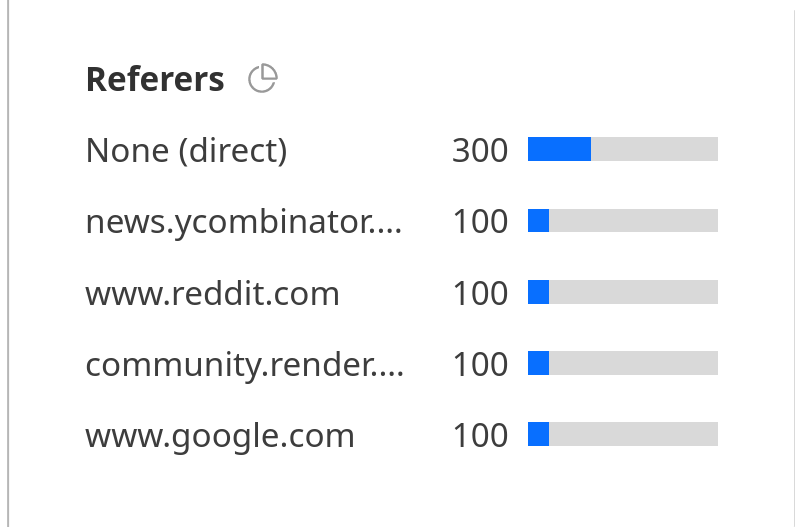 Referers
None (direct) 300
news.ycombinator.... 100
www.reddit.com 100
community.render.... 100
www.google.com 100